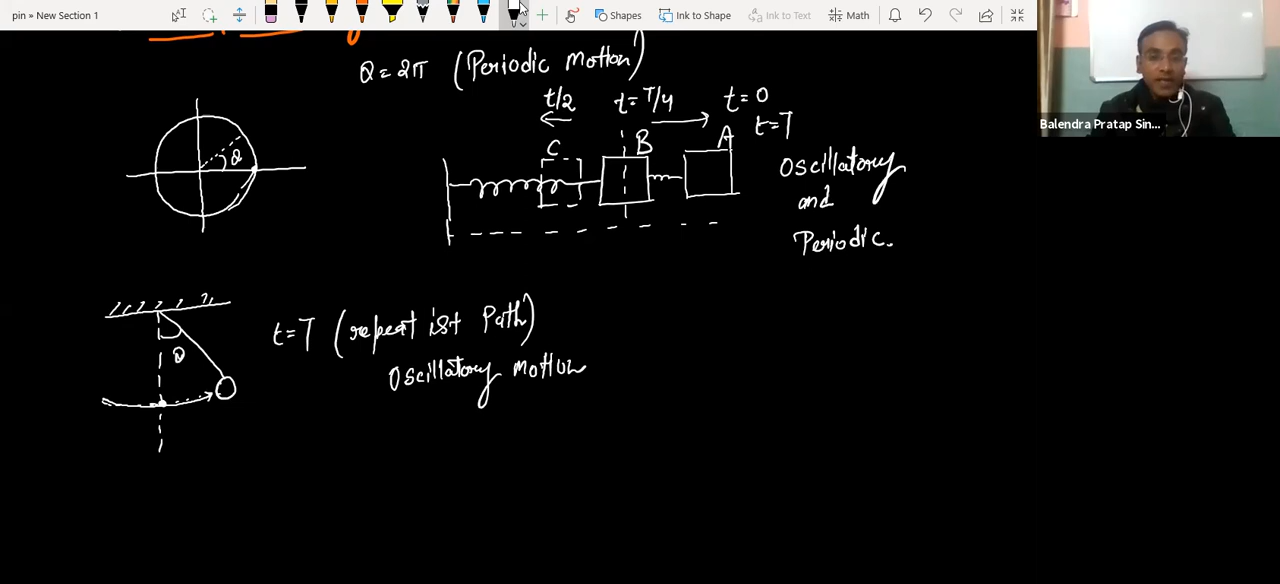 pin » New Section 1
Shapes
Ink to Shape
Ink to Text
Math
Balendra Pratap Sin...
Q = 2π (Periodic Motion)
t/2
t= T/4
t= 0
t= T
C
B
A
Q
Oscillatory
and
Periodic.
t= T (repeat ist Path)
Q
Oscillatory motion